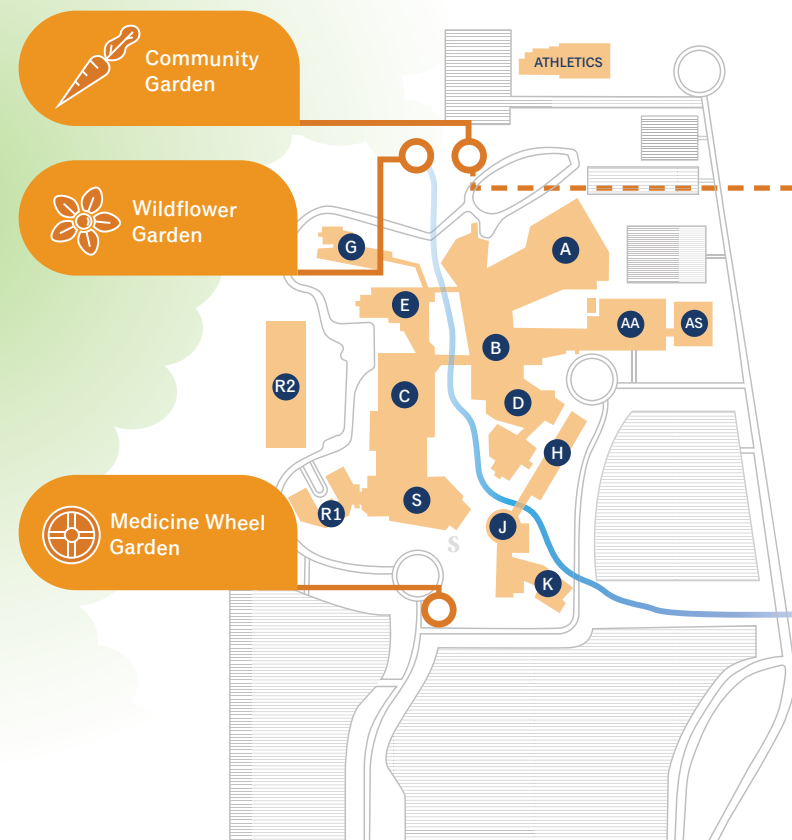 Community
Garden
ATHLETICS
Wildflower
Garden
G
A
E
AA
AS
B
R2
C
D
H
S
R1
Medicine Wheel
Garden
J
S
K